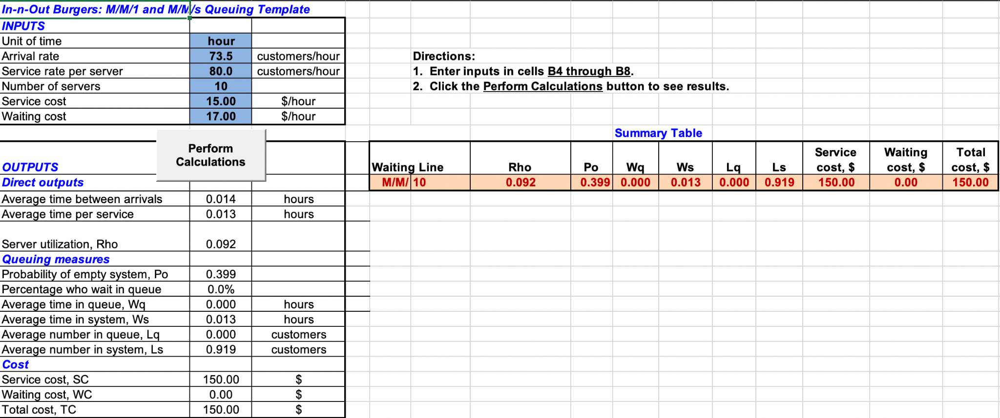 In-n-Out Burgers: M/M/1 and M/M/s Queuing Template
INPUTS
Unit of time hour
Arrival rate 73.5 customers/hour
Service rate per server 80.0 customers/hour
Number of servers 10
Service cost 15.00 $/hour
Waiting cost 17.00 $/hour
Directions:
1. Enter inputs in cells B4 through B8.
2. Click the Perform Calculations button to see results.
Perform
Calculations
OUTPUTS
Direct outputs
Average time between arrivals 0.014 hours
Average time per service 0.013 hours
Server utilization, Rho 0.092
Queuing measures
Probability of empty system, Po 0.399
Percentage who wait in queue 0.0%
Average time in queue, Wq 0.000 hours
Average time in system, Ws 0.013 hours
Average number in queue, Lq 0.000 customers
Average number in system, Ls 0.919 customers
Cost
Service cost, SC 150.00 $
Waiting cost, WC 0.00 $
Total cost, TC 150.00 $
Summary Table
Waiting Line Rho Po Wq Ws Lq Ls Service cost, $ Waiting cost, $ Total cost, $
M/M/ 10 0.092 0.399 0.000 0.013 0.000 0.919 150.00 0.00 150.00